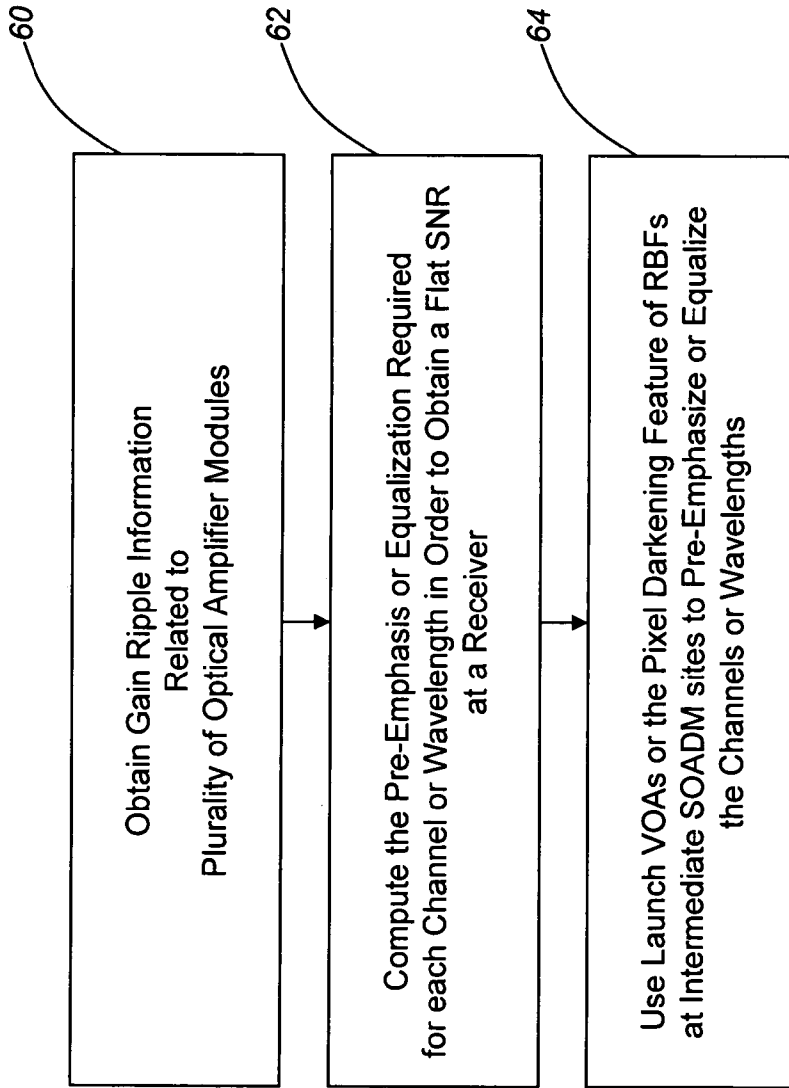 60
Obtain Gain Ripple Information
Related to
Plurality of Optical Amplifier Modules
62
Compute the Pre-Emphasis or Equalization Required
for each Channel or Wavelength in Order to Obtain a Flat SNR
at a Receiver
64
Use Launch VOAs or the Pixel Darkening Feature of RBFs
at Intermediate SOADM sites to Pre-Emphasize or Equalize
the Channels or Wavelengths